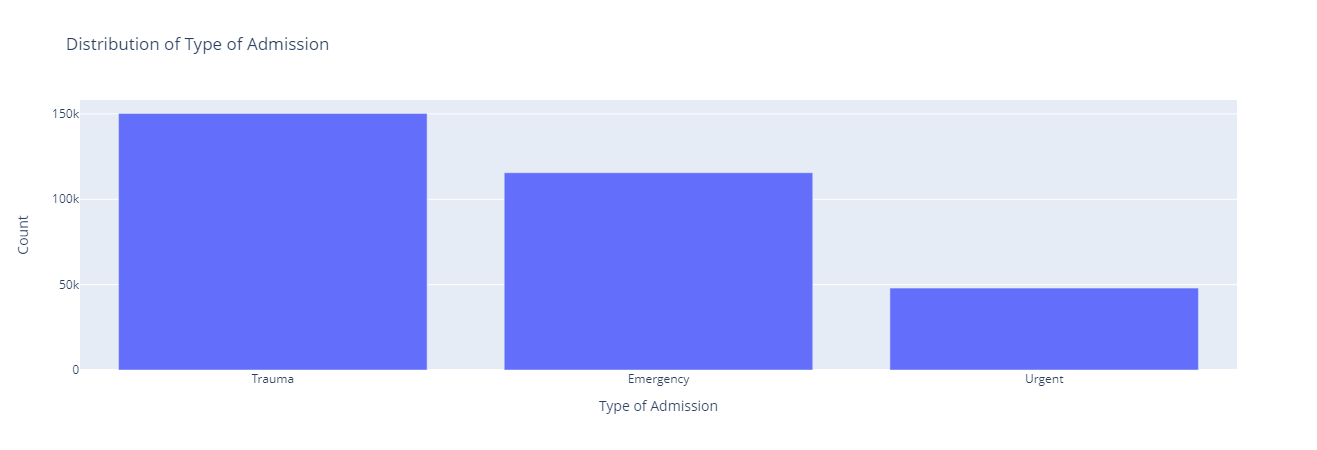 Distribution of Type of Admission
150k
100k
50k
0
Count
Trauma
Emergency
Urgent
Type of Admission